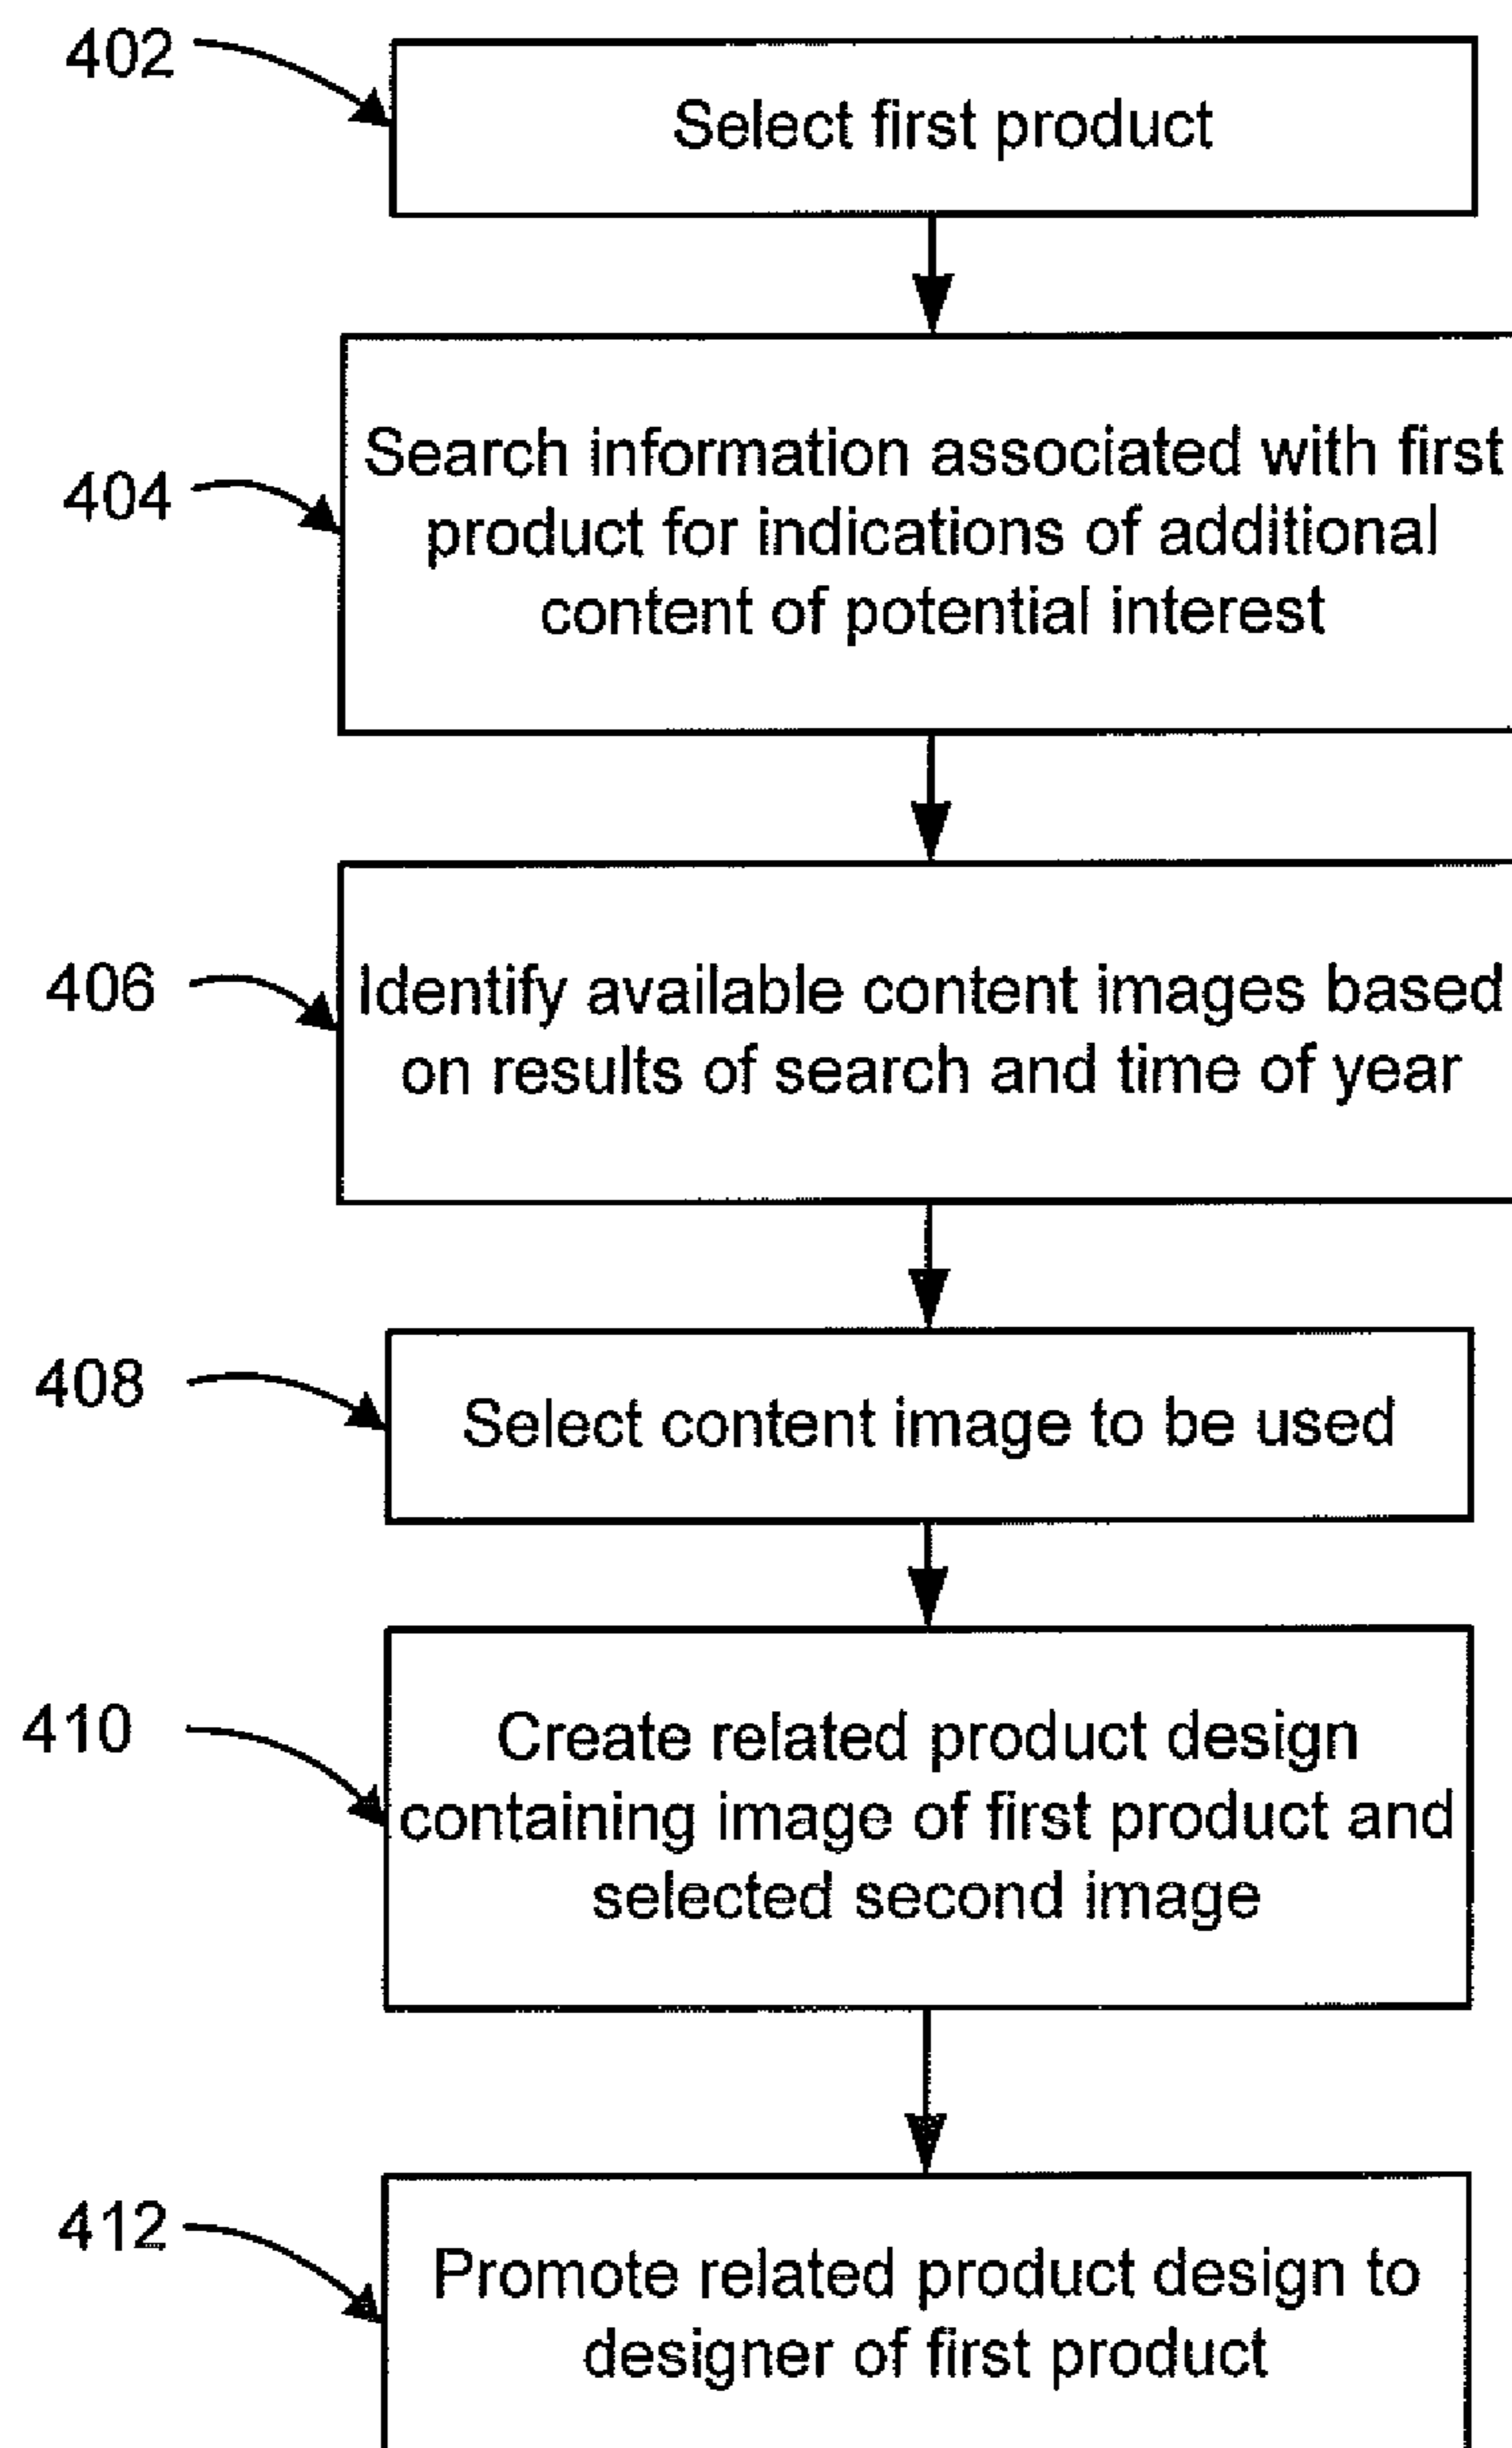 402
Select first product
404
Search information associated with first
product for indications of additional
content of potential interest
406
Identify available content images based
on results of search and time of year
408
Select content image to be used
410
Create related product design
containing image of first product and
selected second image
412
Promote related product design to
designer of first product